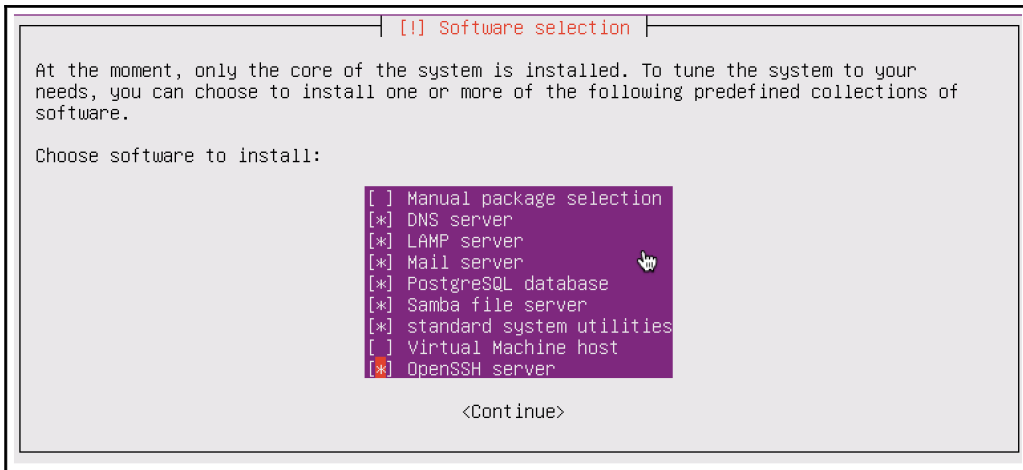 [!] Software selection
At the moment, only the core of the system is installed. To tune the system to your
needs, you can choose to install one or more of the following predefined collections of
software.
Choose software to install:
[ ] Manual package selection
[*] DNS server
[*] LAMP server
[*] Mail server
[*] PostgreSQL database
[*] Samba file server
[*] standard system utilities
[ ] Virtual Machine host
[*] OpenSSH server
<Continue>